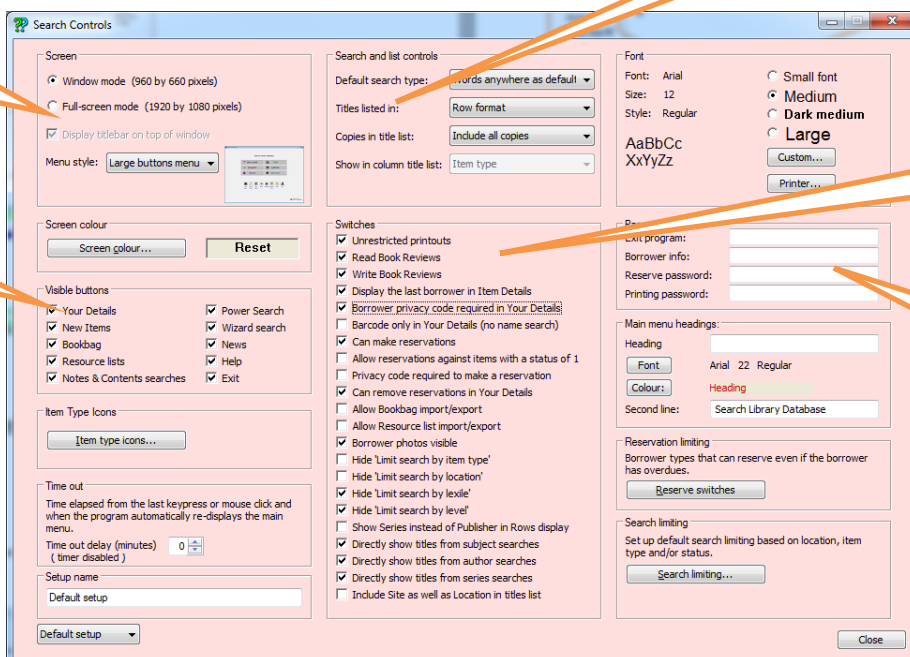 Search Controls
Screen
Window mode (960 by 660 pixels)
Full-screen mode (1920 by 1080 pixels)
Display titlebar on top of window
Menu style: Large buttons menu
Screen colour
Screen colour... Reset
Visible buttons
Your Details Power Search
New Items Wizard search
Bookbag News
Resource lists Help
Notes & Contents searches Exit
Item Type Icons
Item type icons...
Time out
Time elapsed from the last keypress or mouse click and
when the program automatically re-displays the main
menu.
Time out delay (minutes) 0
( timer disabled )
Setup name
Default setup
Default setup
Search and list controls
Default search type: Words anywhere as default
Titles listed in: Row format
Copies in title list: Include all copies
Show in column title list: Item type
Switches
Unrestricted printouts
Read Book Reviews
Write Book Reviews
Display the last borrower in Item Details
Borrower privacy code required in Your Details
Barcode only in Your Details (no name search)
Can make reservations
Allow reservations against items with a status of 1
Privacy code required to make a reservation
Can remove reservations in Your Details
Allow Bookbag import/export
Allow Resource list import/export
Borrower photos visible
Hide 'Limit search by item type'
Hide 'Limit search by location'
Hide 'Limit search by lexile'
Hide 'Limit search by level'
Show Series instead of Publisher in Rows display
Directly show titles from subject searches
Directly show titles from author searches
Directly show titles from series searches
Include Site as well as Location in titles list
Font
Font: Arial
Size: 12
Style: Regular
AaBbCc
XxYyZz
Small font
Medium
Dark medium
Large
Custom...
Printer...
Exit program:
Borrower info:
Reserve password:
Printing password:
Main menu headings:
Heading
Font Arial 22 Regular
Colour: Heading
Second line: Search Library Database
Reservation limiting
Borrower types that can reserve even if the borrower
has overdues.
Reserve switches
Search limiting
Set up default search limiting based on location, item
type and/or status.
Search limiting...
Close